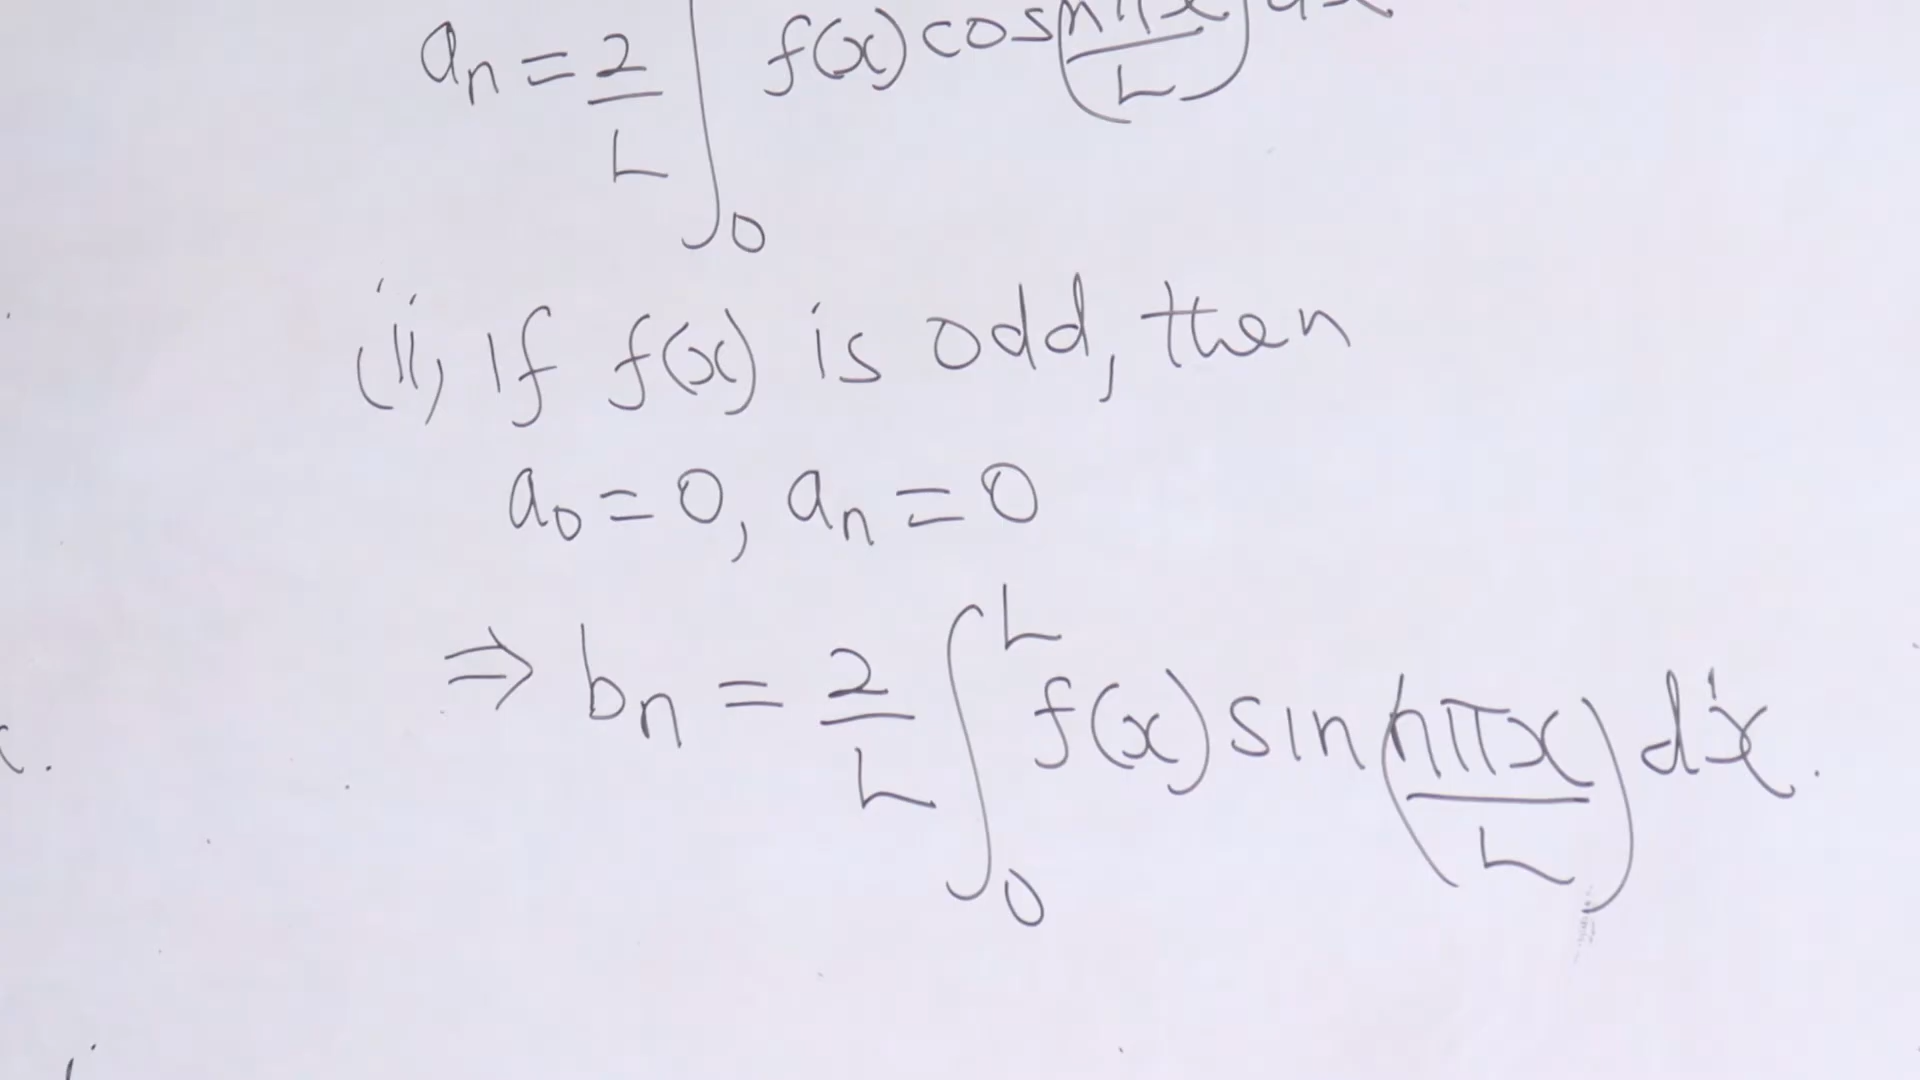 aₙ = 2/L ∫₀ f(x) cos(nπx/L) dx
(ii) If f(x) is odd, then
a₀ = 0, aₙ = 0
⇒ bₙ = 2/L ∫₀ᴸ f(x) sin(nπx/L) dx.